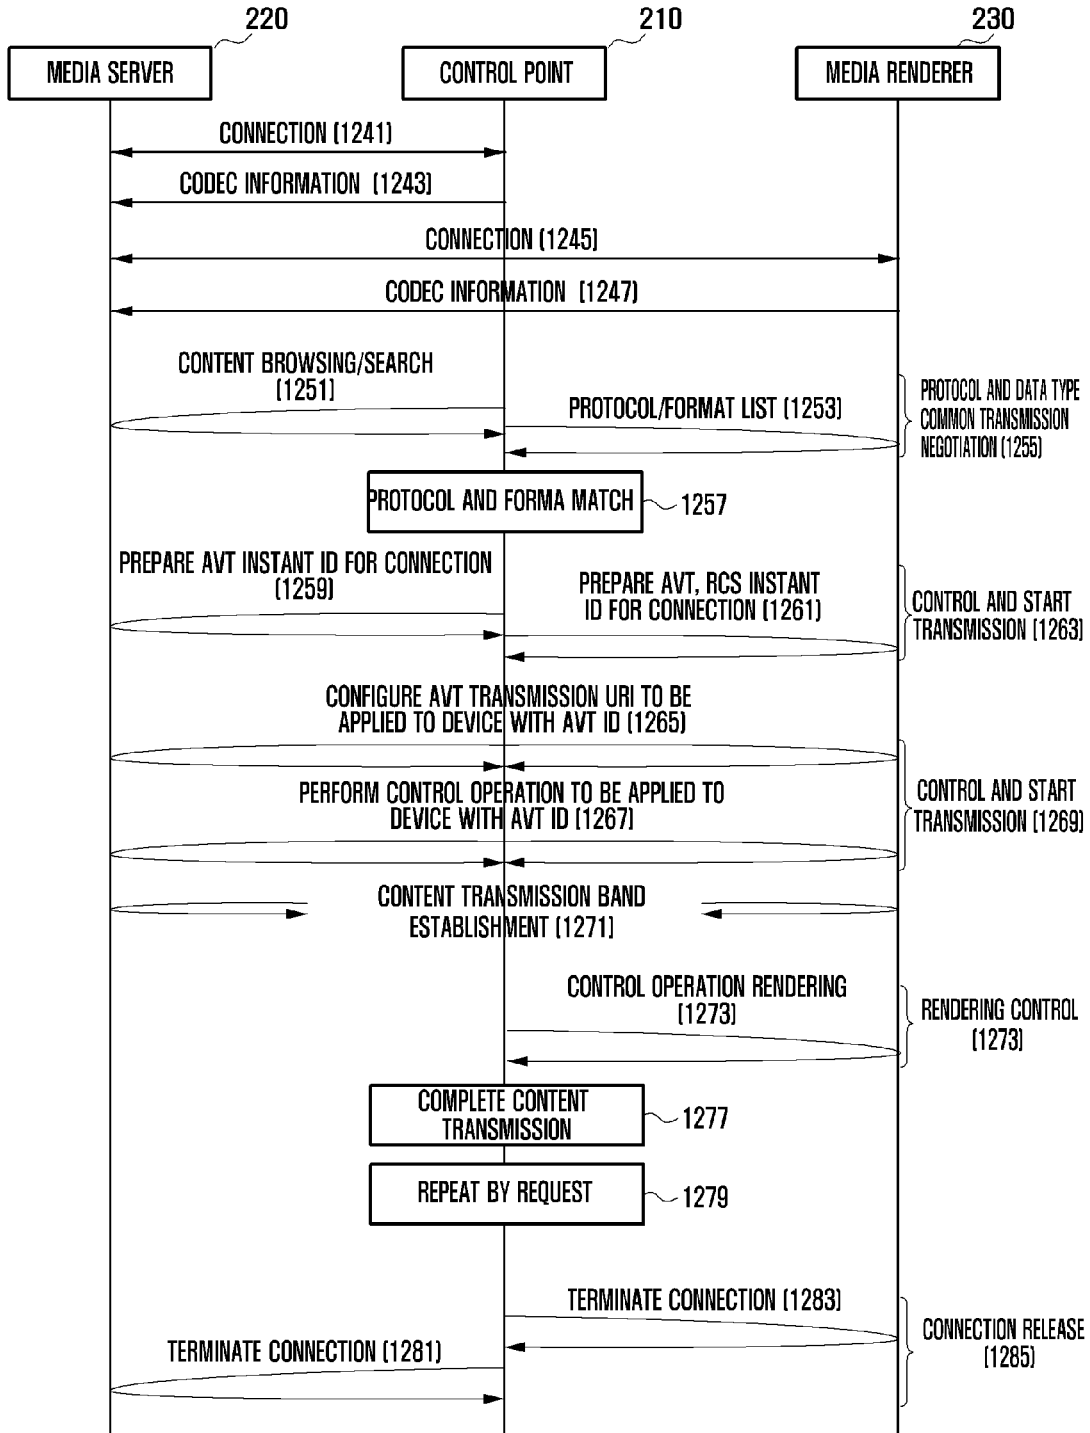 220
210
230
MEDIA SERVER
CONTROL POINT
MEDIA RENDERER
CONNECTION (1241)
CODEC INFORMATION (1243)
CONNECTION (1245)
CODEC INFORMATION (1247)
CONTENT BROWSING/SEARCH
(1251)
PROTOCOL/FORMAT LIST (1253)
PROTOCOL AND DATA TYPE
COMMON TRANSMISSION
NEGOTIATION (1255)
PROTOCOL AND FORMA MATCH
1257
PREPARE AVT INSTANT ID FOR CONNECTION
(1259)
PREPARE AVT, RCS INSTANT
ID FOR CONNECTION (1261)
CONTROL AND START
TRANSMISSION (1263)
CONFIGURE AVT TRANSMISSION URI TO BE
APPLIED TO DEVICE WITH AVT ID (1265)
PERFORM CONTROL OPERATION TO BE APPLIED TO
DEVICE WITH AVT ID (1267)
CONTROL AND START
TRANSMISSION (1269)
CONTENT TRANSMISSION BAND
ESTABLISHMENT (1271)
CONTROL OPERATION RENDERING
(1273)
RENDERING CONTROL
(1273)
COMPLETE CONTENT
TRANSMISSION
1277
REPEAT BY REQUEST
1279
TERMINATE CONNECTION (1283)
TERMINATE CONNECTION (1281)
CONNECTION RELEASE
(1285)